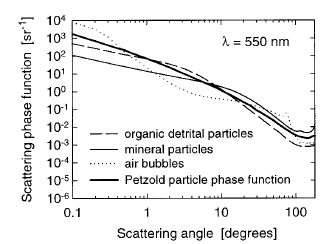 Scattering phase function [sr⁻¹]
10⁴
10³
10²
10¹
10⁰
10⁻¹
10⁻²
10⁻³
10⁻⁴
10⁻⁵
10⁻⁶
λ = 550 nm
organic detrital particles
mineral particles
air bubbles
Petzold particle phase function
0.1 1 10 100
Scattering angle [degrees]